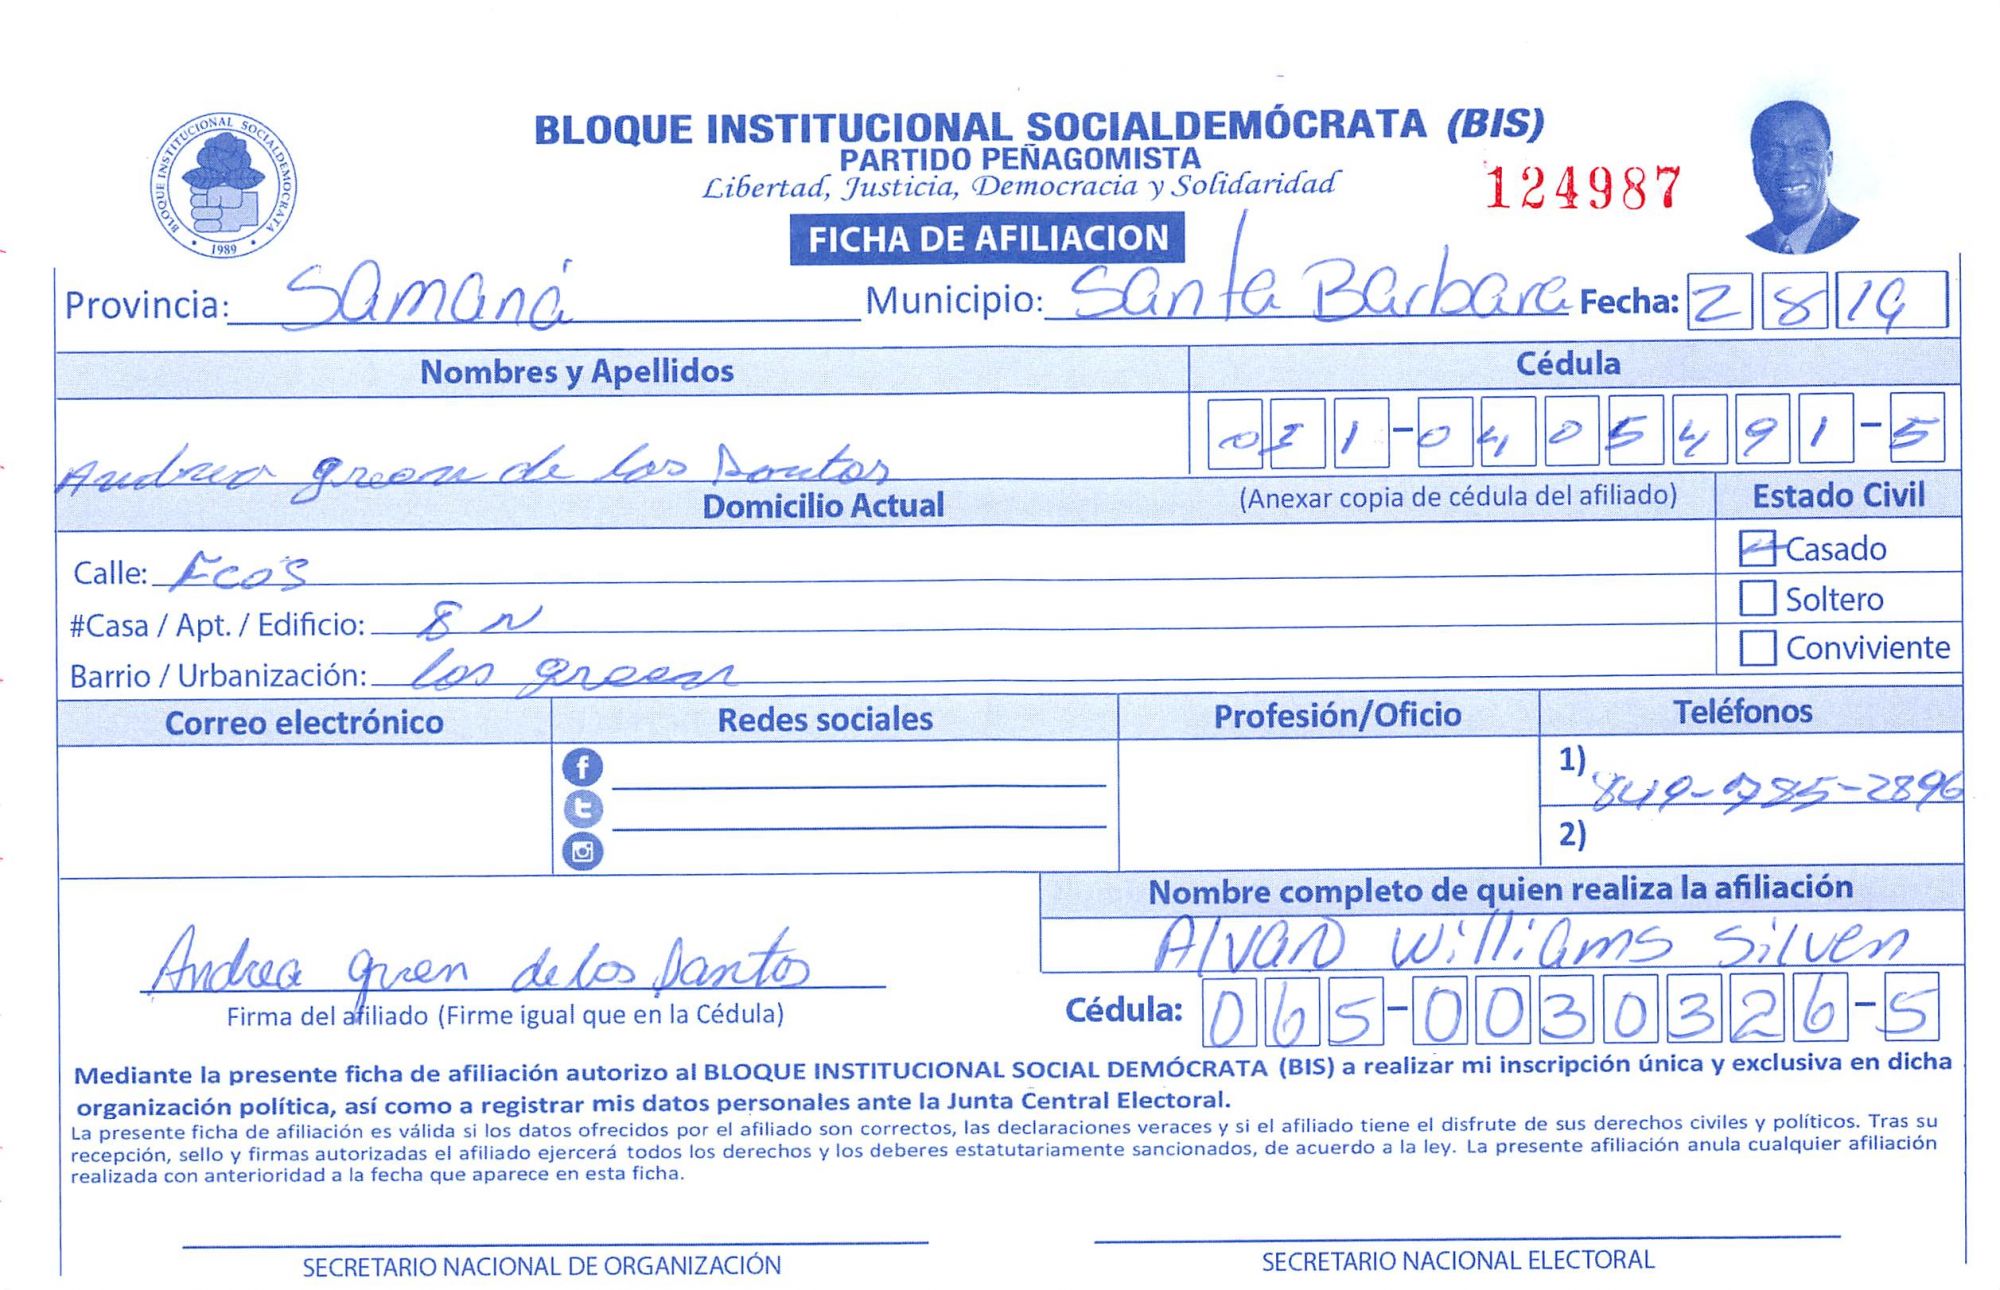 BLOQUE INSTITUCIONAL SOCIALDEMÓCRATA (BIS)
PARTIDO PEÑAGOMISTA
Libertad, Justicia, Democracia y Solidaridad
124987
BLOQUE INSTITUCIONAL SOCIALDEMOCRATA
1989
FICHA DE AFILIACION
Provincia: Samaná Municipio: Santa Barbara Fecha: 2 8 19
Nombres y Apellidos Cédula
Andrea green de los Santos 031-0405491-5
Domicilio Actual (Anexar copia de cédula del afiliado) Estado Civil
Calle: Casado
#Casa / Apt. / Edificio: 8 N Soltero
Barrio / Urbanización: los green Conviviente
Correo electrónico Redes sociales Profesión/Oficio Teléfonos
1) 849-785-2896
2)
Nombre completo de quien realiza la afiliación
Alvaro Williams Silven
Andrea green de los Santos
Firma del afiliado (Firme igual que en la Cédula) Cédula: 065-0030326-5
Mediante la presente ficha de afiliación autorizo al BLOQUE INSTITUCIONAL SOCIAL DEMÓCRATA (BIS) a realizar mi inscripción única y exclusiva en dicha
organización política, así como a registrar mis datos personales ante la Junta Central Electoral.
La presente ficha de afiliación es válida si los datos ofrecidos por el afiliado son correctos, las declaraciones veraces y si el afiliado tiene el disfrute de sus derechos civiles y políticos. Tras su
recepción, sello y firmas autorizadas el afiliado ejercerá todos los derechos y los deberes estatutariamente sancionados, de acuerdo a la ley. La presente afiliación anula cualquier afiliación
realizada con anterioridad a la fecha que aparece en esta ficha.
SECRETARIO NACIONAL DE ORGANIZACIÓN SECRETARIO NACIONAL ELECTORAL